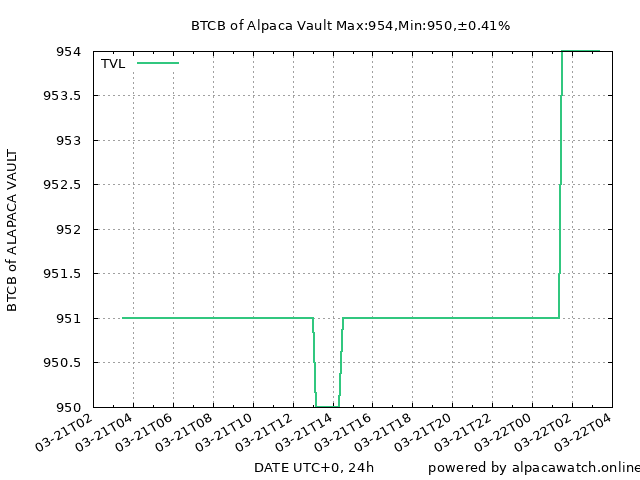 BTCB of Alpaca Vault Max:954,Min:950,±0.41%
TVL
954
953.5
953
952.5
952
951.5
951
950.5
950
BTCB of ALAPACA VAULT
03-21T02
03-21T04
03-21T06
03-21T08
03-21T10
03-21T12
03-21T14
03-21T16
03-21T18
03-21T20
03-21T22
03-22T00
03-22T02
03-22T04
DATE UTC+0, 24h
powered by alpacawatch.online